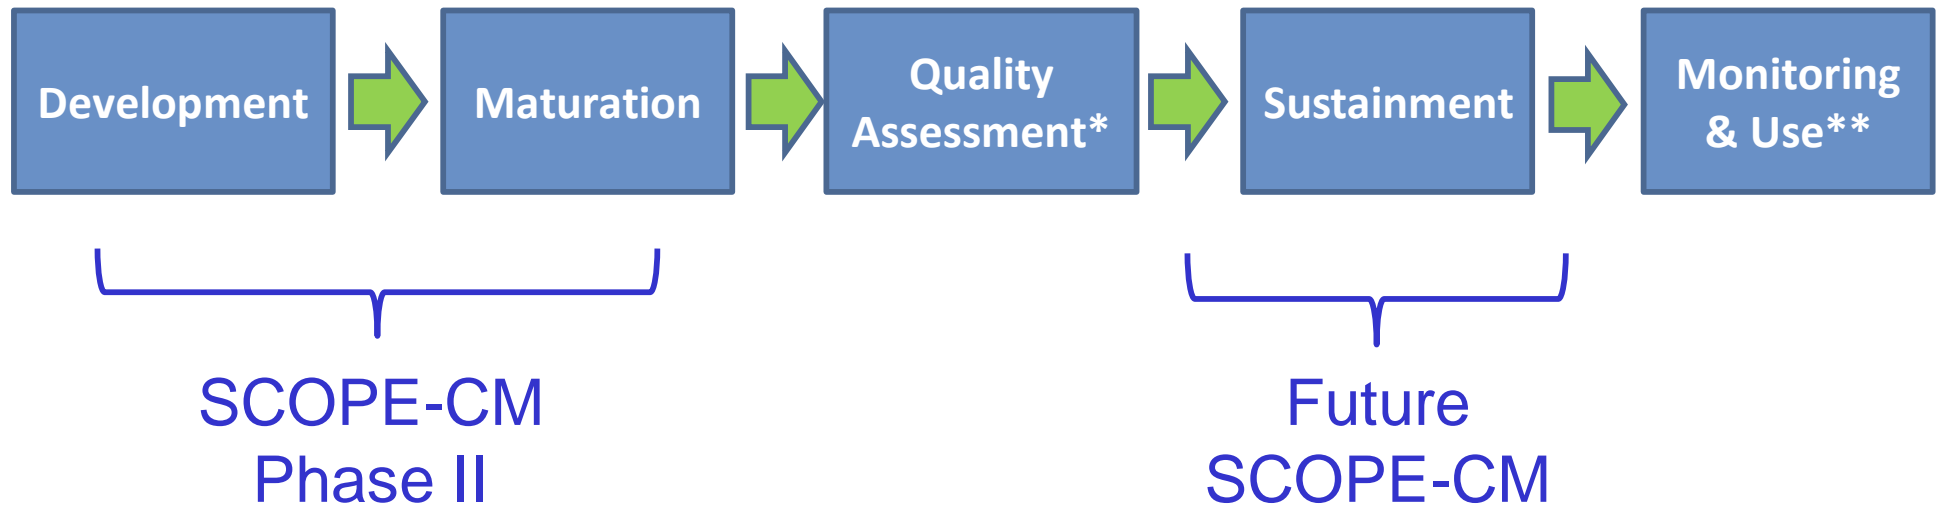 Development
Maturation
Quality
Assessment*
Sustainment
Monitoring
& Use**
SCOPE-CM
Phase II
Future
SCOPE-CM